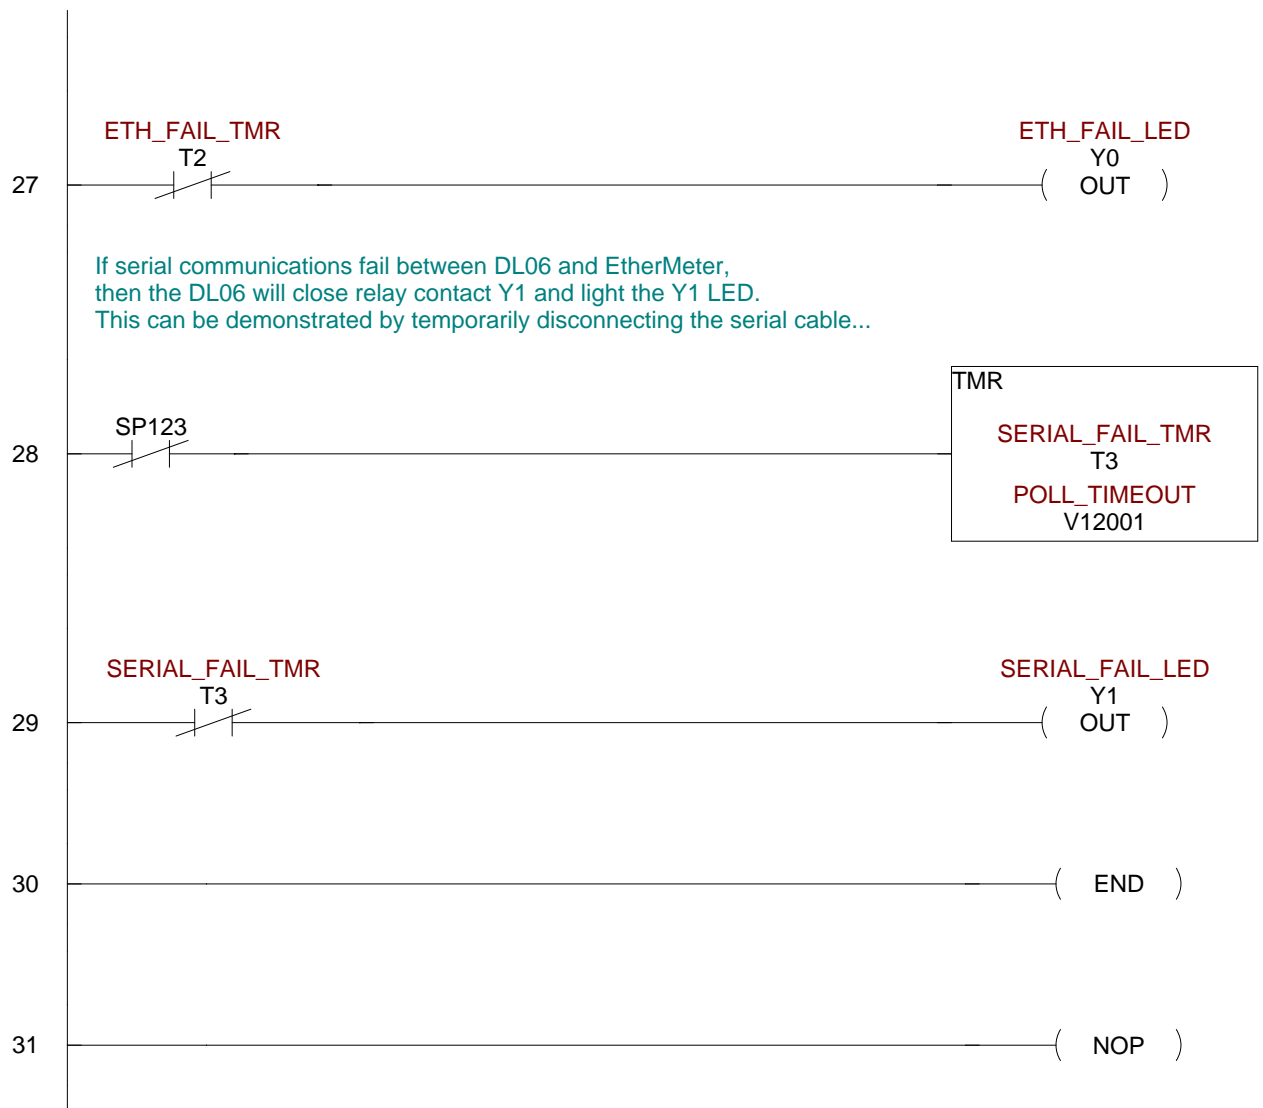 ETH_FAIL_TMR
ETH_FAIL_LED
T2
Y0
27
OUT
If serial communications fail between DL06 and EtherMeter,
then the DL06 will close relay contact Y1 and light the Y1 LED.
This can be demonstrated by temporarily disconnecting the serial cable...
TMR
SP123
SERIAL_FAIL_TMR
28
T3
POLL_TIMEOUT
V12001
SERIAL_FAIL_TMR
SERIAL_FAIL_LED
T3
Y1
29
OUT
30
END
31
NOP